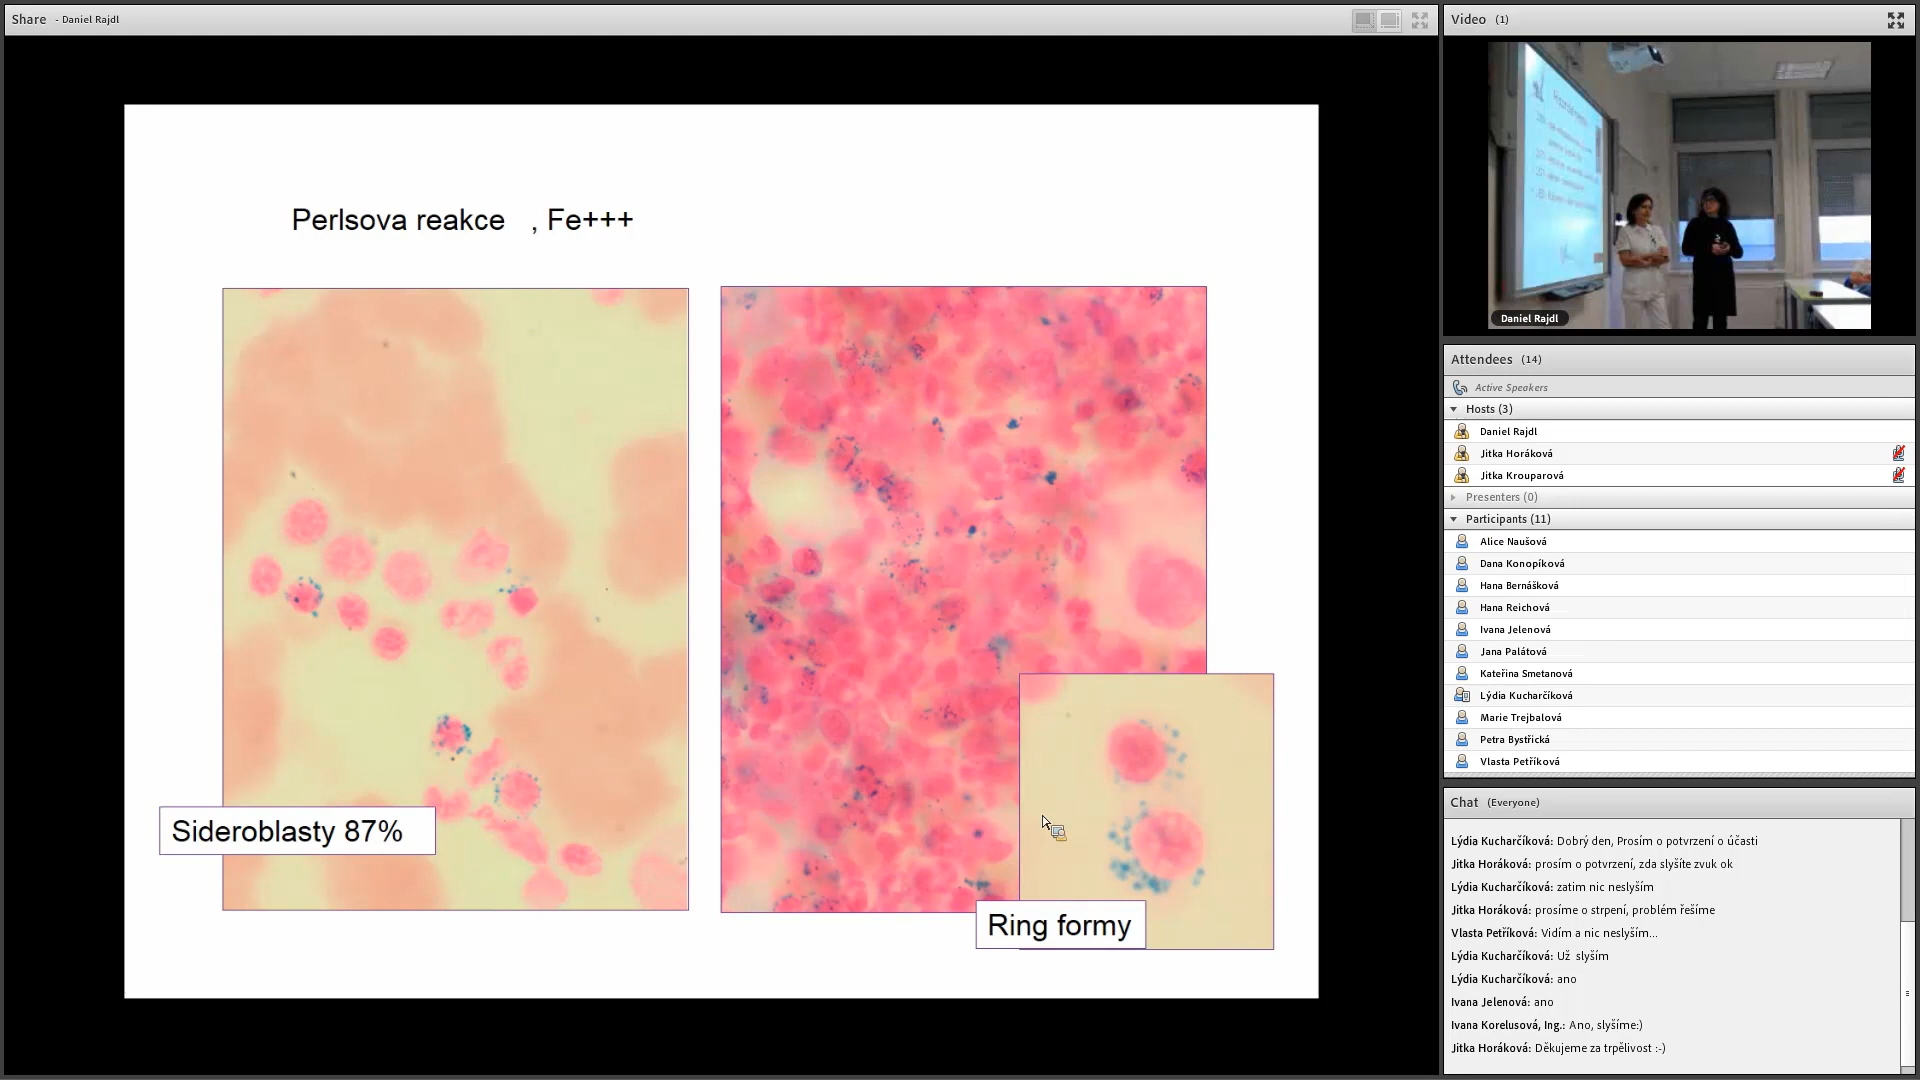 Share - Daniel Rajdl
Perlsova reakce , Fe+++
Sideroblasty 87%
Ring formy
Video (1)
Daniel Rajdl
Attendees (14)
Active Speakers
Hosts (3)
Daniel Rajdl
Jitka Horáková
Jitka Krouparová
Presenters (0)
Participants (11)
Alice Naušová
Dana Konopíková
Hana Bernášková
Hana Reichová
Ivana Jelenová
Jana Palátová
Kateřina Smetanová
Lýdia Kucharčíková
Marie Trejbalová
Petra Bystřická
Vlasta Petříková
Chat (Everyone)
Lýdia Kucharčíková: Dobrý den, Prosím o potvrzení o účasti
Jitka Horáková: prosím o potvrzení, zda slyšíte zvuk ok
Lýdia Kucharčíková: zatim nic neslyším
Jitka Horáková: prosíme o strpení, problém řešíme
Vlasta Petříková: Vidím a nic neslyším...
Lýdia Kucharčíková: Už slyším
Lýdia Kucharčíková: ano
Ivana Jelenová: ano
Ivana Korelusová, Ing.: Ano, slyšíme:)
Jitka Horáková: Děkujeme za trpělivost :-)